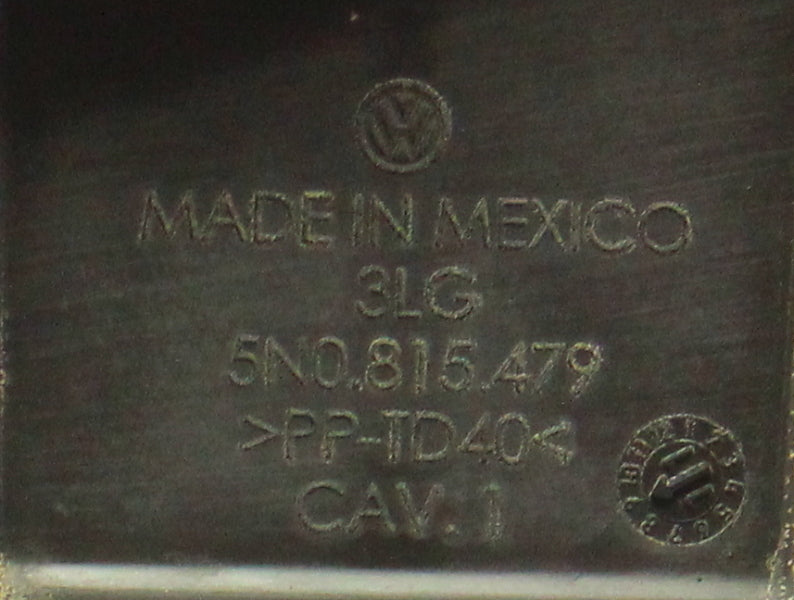 MADE IN MEXICO
3LG
5N0.815.479
>PP-TD40<
CAV. 1